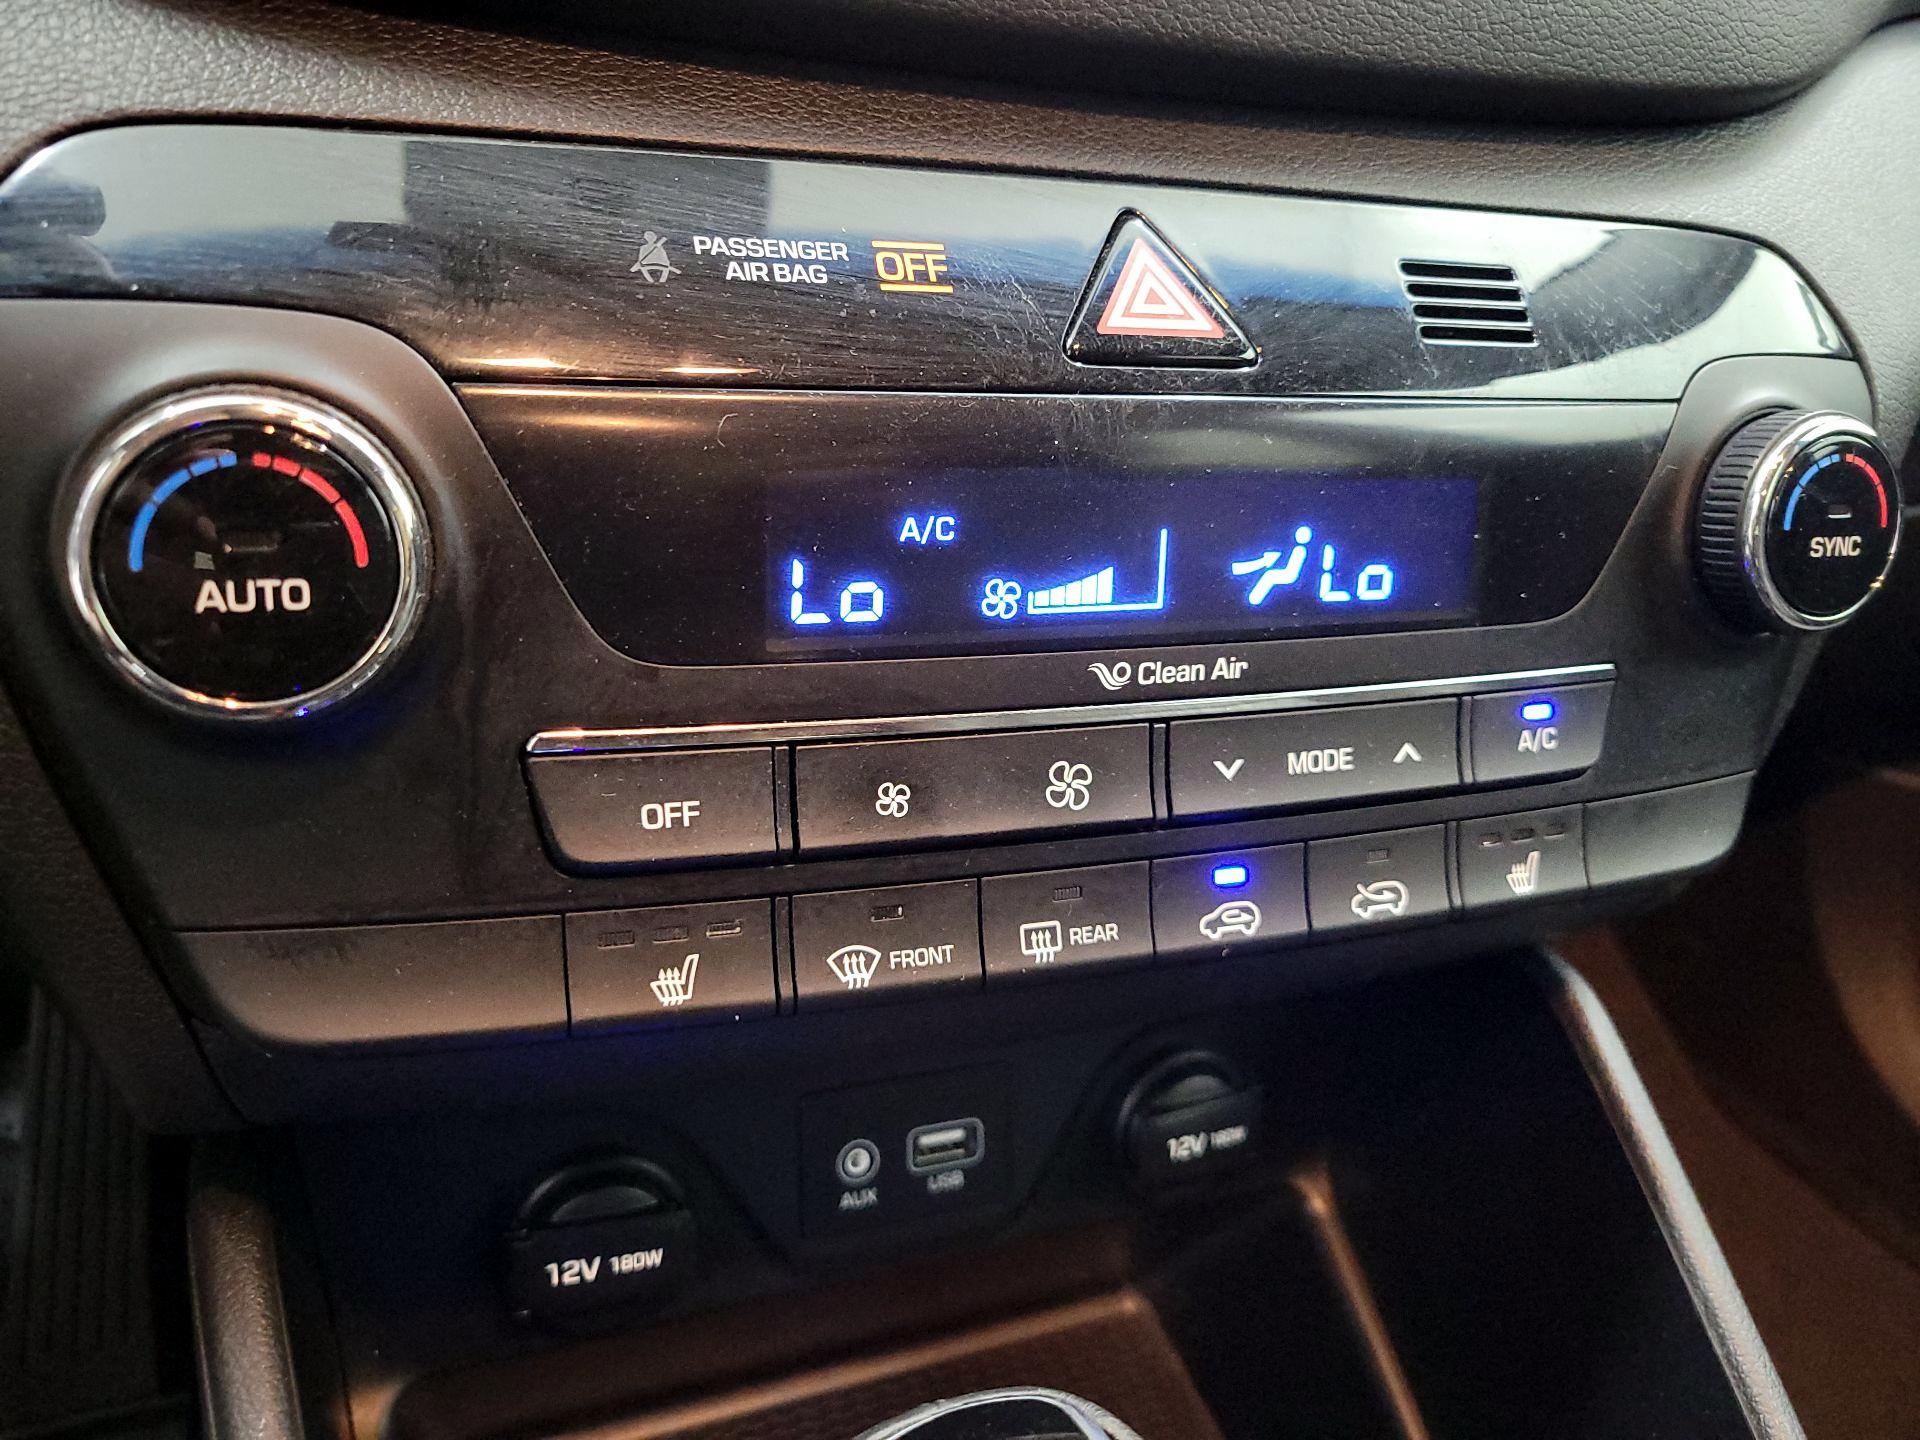 PASSENGER
AIR BAG
OFF
A/C
Lo
Lo
AUTO
SYNC
Clean Air
OFF
MODE
A/C
FRONT
REAR
AUX
USB
12V 180W
12V 180W